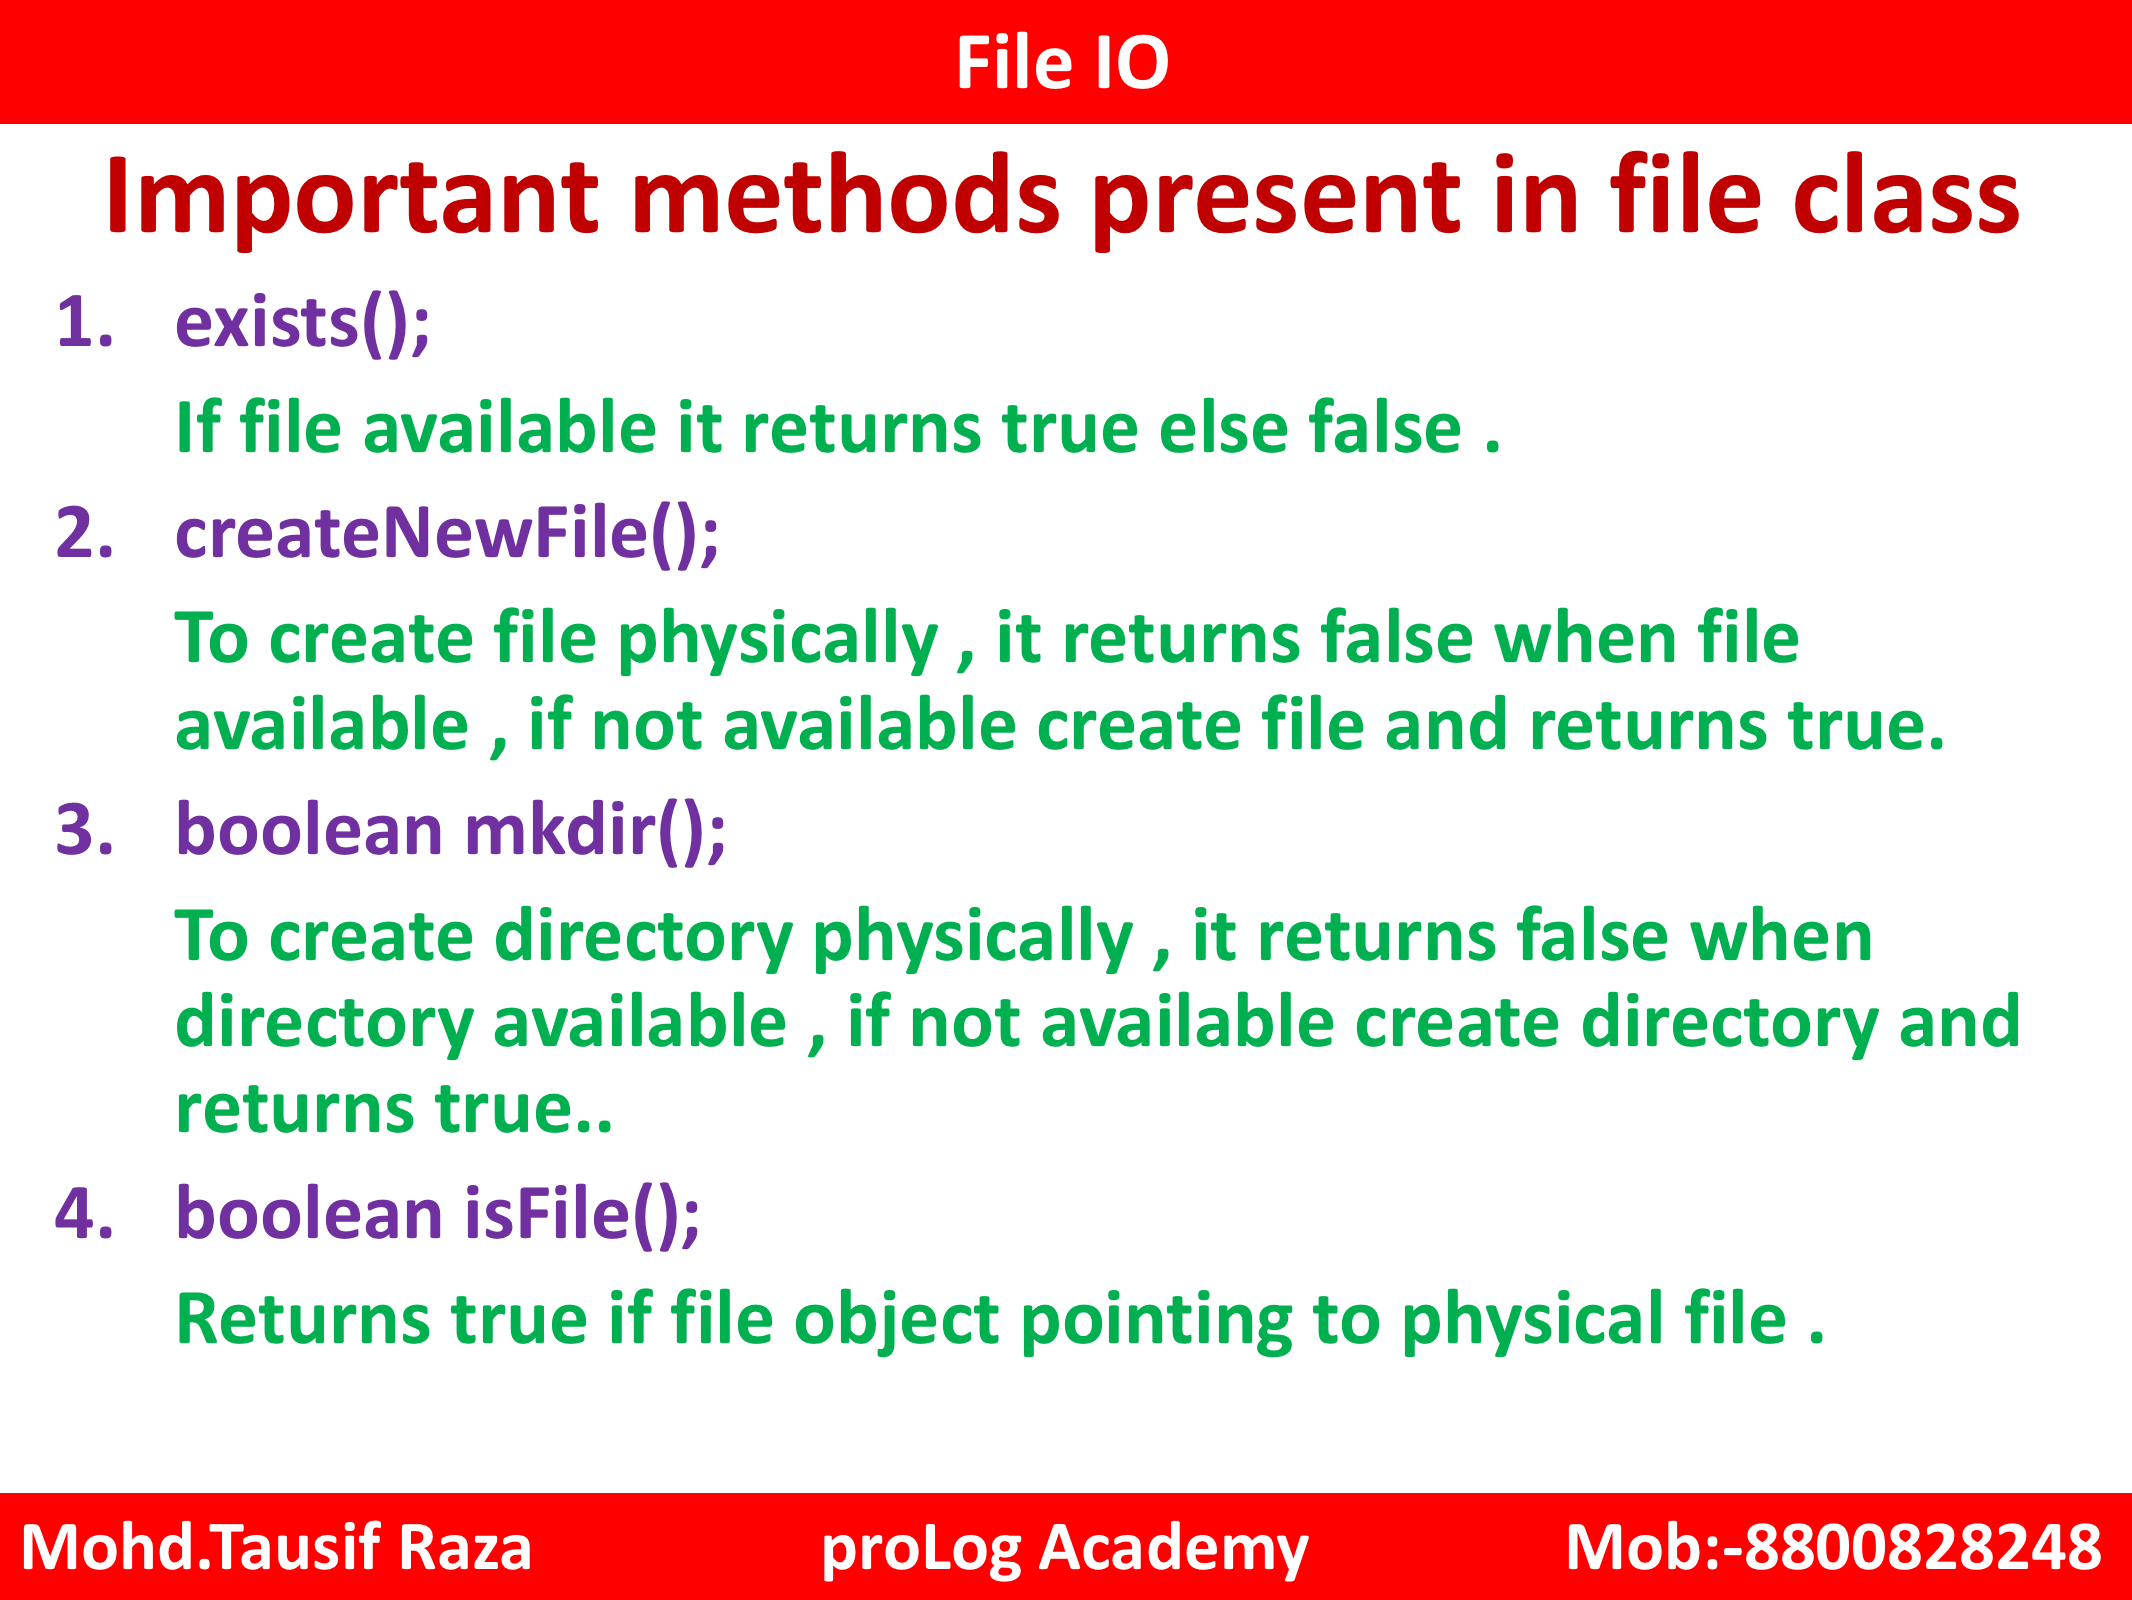 File IO
Important methods present in file class
1. exists();
If file available it returns true else false .
2. createNewFile();
To create file physically , it returns false when file
available , if not available create file and returns true.
3. boolean mkdir();
To create directory physically , it returns false when
directory available , if not available create directory and
returns true..
4. boolean isFile();
Returns true if file object pointing to physical file .
Mohd.Tausif Raza proLog Academy Mob:-8800828248